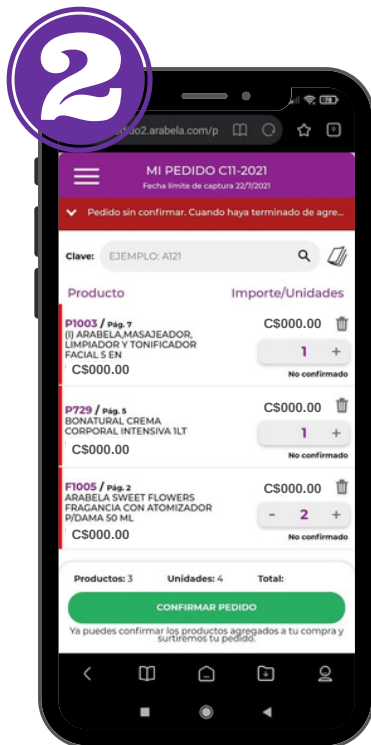 2
78
pedido2.arabela.com/p
MI PEDIDO C11-2021
Fecha límite de captura 22/7/2021
Pedido sin confirmar. Cuando haya terminado de agre...
Clave: EJEMPLO: A121
Producto Importe/Unidades
P1003 / Pág. 7 C$000.00
(I) ARABELA,MASAJEADOR,
LIMPIADOR Y TONIFICADOR
FACIAL 5 EN
1 +
C$000.00
No confirmado
P729 / Pág. 5 C$000.00
BONATURAL CREMA
CORPORAL INTENSIVA 1LT
1 +
C$000.00
No confirmado
F1005 / Pág. 2 C$000.00
ARABELA SWEET FLOWERS
FRAGANCIA CON ATOMIZADOR
P/DAMA 50 ML
- 2 +
C$000.00
No confirmado
Productos: 3 Unidades: 4 Total:
CONFIRMAR PEDIDO
Ya puedes confirmar los productos agregados a tu compra y
surtiremos tu pedido.